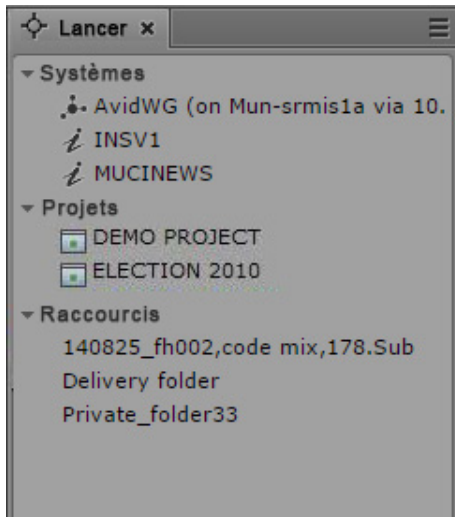 Lancer
Systèmes
AvidWG (on Mun-srmis1a via 10.
INSV1
MUCINEWS
Projets
DEMO PROJECT
ELECTION 2010
Raccourcis
140825_fh002,code mix,178.Sub
Delivery folder
Private_folder33